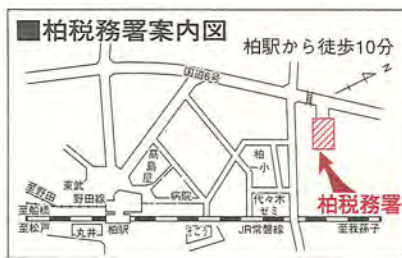 ■柏税務署案内図
柏駅から徒歩10分
国道6号
N
髙島屋
柏一小
病院
代々木ゼミ
柏税務署
至野田
東武野田線
至船橋
至松戸
丸井
柏駅
そごう
JR常磐線
至我孫子